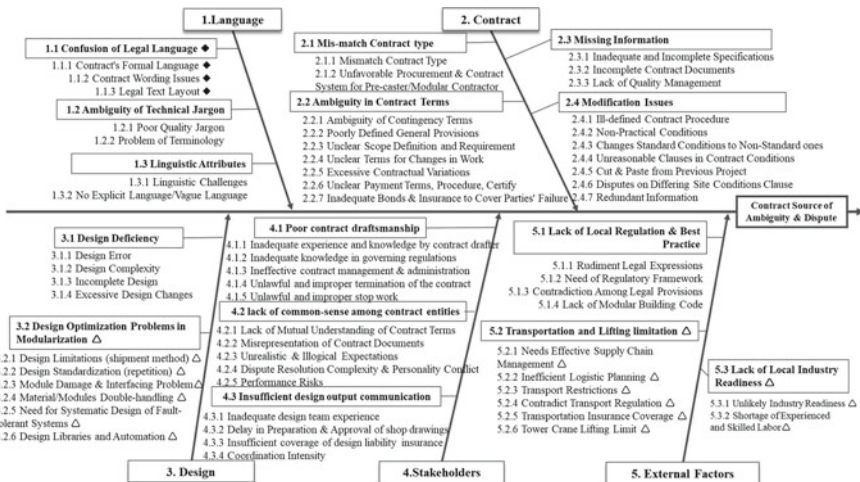 1.Language
1.1 Confusion of Legal Language ◆
1.1.1 Contract's Formal Language ◆
1.1.2 Contract Wording Issues ◆
1.1.3 Legal Text Layout ◆
1.2 Ambiguity of Technical Jargon
1.2.1 Poor Quality Jargon
1.2.2 Problem of Terminology
1.3 Linguistic Attributes
1.3.1 Linguistic Challenges
1.3.2 No Explicit Language/Vague Language
2. Contract
2.1 Mis-match Contract type
2.1.1 Mismatch Contract Type
2.1.2 Unfavorable Procurement & Contract
System for Pre-caster/Modular Contractor
2.2 Ambiguity in Contract Terms
2.2.1 Ambiguity of Contingency Terms
2.2.2 Poorly Defined General Provisions
2.2.3 Unclear Scope Definition and Requirement
2.2.4 Unclear Terms for Changes in Work
2.2.5 Excessive Contractual Variations
2.2.6 Unclear Payment Terms, Procedure, Certify
2.2.7 Inadequate Bonds & Insurance to Cover Parties' Failure
2.3 Missing Information
2.3.1 Inadequate and Incomplete Specifications
2.3.2 Incomplete Contract Documents
2.3.3 Lack of Quality Management
2.4 Modification Issues
2.4.1 Ill-defined Contract Procedure
2.4.2 Non-Practical Conditions
2.4.3 Changes Standard Conditions to Non-Standard ones
2.4.4 Unreasonable Clauses in Contract Conditions
2.4.5 Cut & Paste from Previous Project
2.4.6 Disputes on Differing Site Conditions Clause
2.4.7 Redundant Information
Contract Source of
Ambiguity & Dispute
3.1 Design Deficiency
3.1.1 Design Error
3.1.2 Design Complexity
3.1.3 Incomplete Design
3.1.4 Excessive Design Changes
3.2 Design Optimization Problems in
Modularization △
.2.1 Design Limitations (shipment method) △
.2.2 Design Standardization (repetition) △
.2.3 Module Damage & Interfacing Problem △
.2.4 Material/Modules Double-handling △
.2.5 Need for Systematic Design of Fault-
olerant Systems △
.2.6 Design Libraries and Automation △
3. Design
4.1 Poor contract draftsmanship
4.1.1 Inadequate experience and knowledge by contract drafter
4.1.2 Inadequate knowledge in governing regulations
4.1.3 Ineffective contract management & administration
4.1.4 Unlawful and improper termination of the contract
4.1.5 Unlawful and improper stop work
4.2 lack of common-sense among contract entities
4.2.1 Lack of Mutual Understanding of Contract Terms
4.2.2 Misrepresentation of Contract Documents
4.2.3 Unrealistic & Illogical Expectations
4.2.4 Dispute Resolution Complexity & Personality Conflict
4.2.5 Performance Risks
4.3 Insufficient design output communication
4.3.1 Inadequate design team experience
4.3.2 Delay in Preparation & Approval of shop drawings
4.3.3 Insufficient coverage of design liability insurance
4.3.4 Coordination Intensity
4.Stakeholders
5.1 Lack of Local Regulation & Best
Practice
5.1.1 Rudiment Legal Expressions
5.1.2 Need of Regulatory Framework
5.1.3 Contradiction Among Legal Provisions
5.1.4 Lack of Modular Building Code
5.2 Transportation and Lifting limitation △
5.2.1 Needs Effective Supply Chain
Management △
5.2.2 Inefficient Logistic Planning △
5.2.3 Transport Restrictions △
5.2.4 Contradict Transport Regulation △
5.2.5 Transportation Insurance Coverage △
5.2.6 Tower Crane Lifting Limit △
5.3 Lack of Local Industry
Readiness △
5.3.1 Unlikely Industry Readiness △
5.3.2 Shortage of Experienced
and Skilled Labor △
5. External Factors